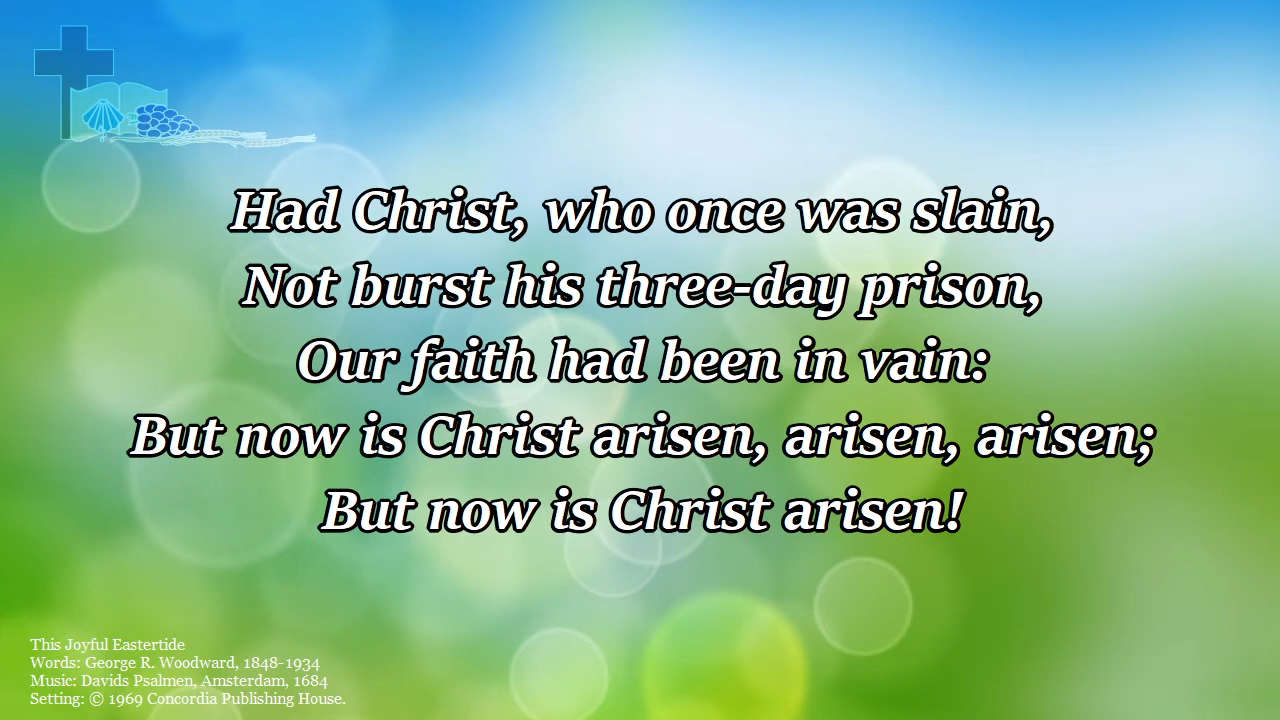 Had Christ, who once was slain,
Not burst his three-day prison,
Our faith had been in vain:
But now is Christ arisen, arisen, arisen;
But now is Christ arisen!
This Joyful Eastertide
Words: George R. Woodward, 1848-1934
Music: Davids Psalmen, Amsterdam, 1684
Setting: © 1969 Concordia Publishing House.